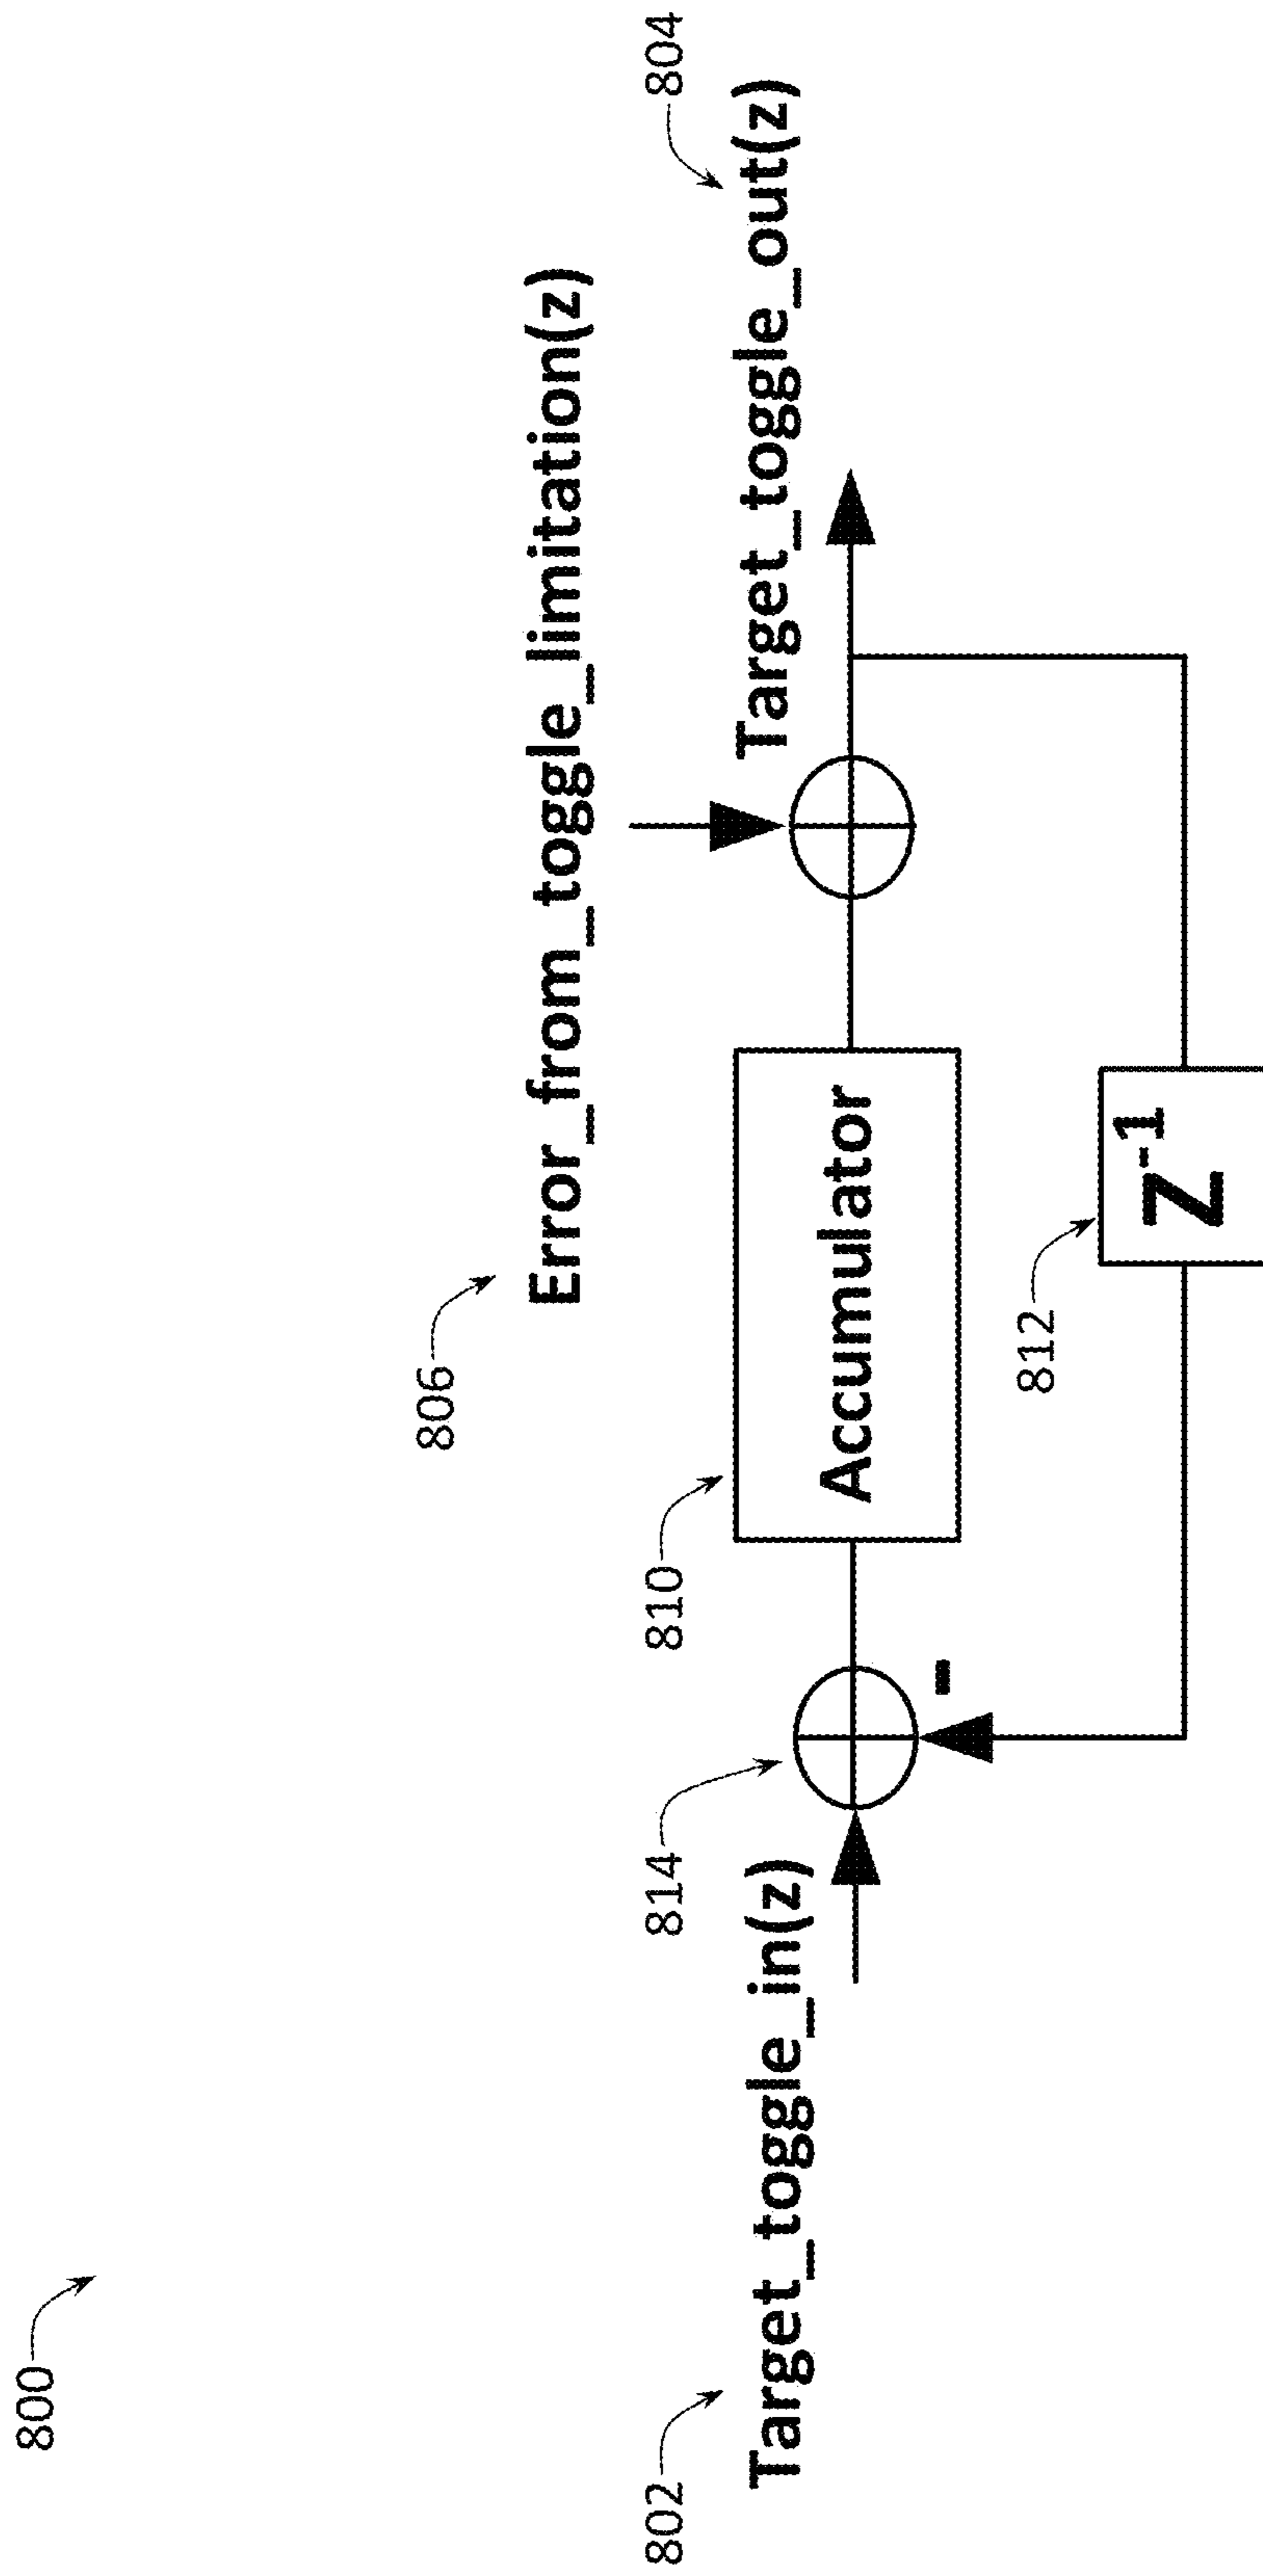 800
806
Error_from_toggle_limitation(z)
802
814
810
804
Target_toggle_in(z)
-
Accumulator
Target_toggle_out(z)
812
Z-1